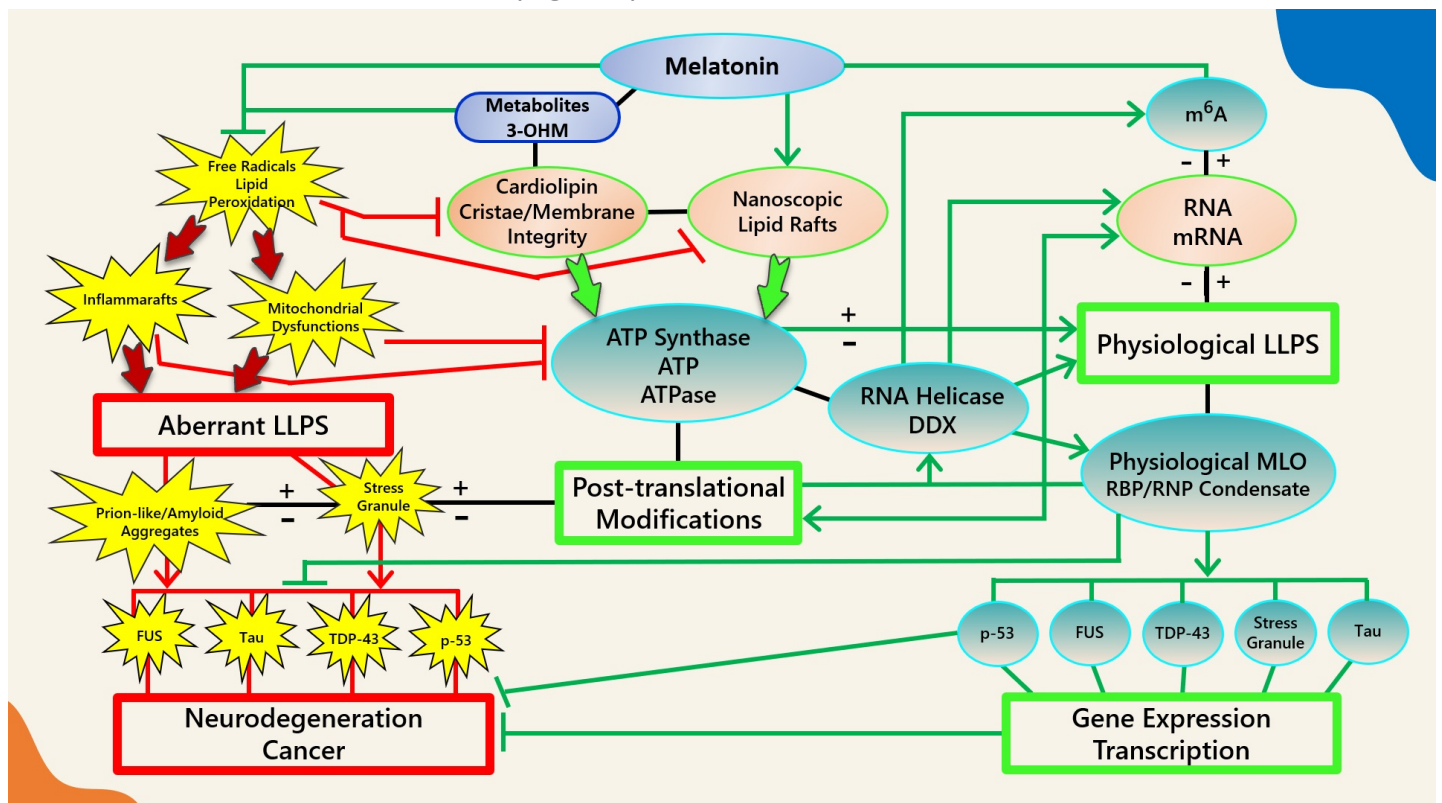 Melatonin
Metabolites
3-OHM
m⁶A
Free Radicals
Lipid
Peroxidation
Cardiolipin
Cristae/Membrane
Integrity
Nanoscopic
Lipid Rafts
- +
RNA
mRNA
- +
Inflammarafts
Mitochondrial
Dysfunctions
ATP Synthase
ATP
ATPase
+
-
Physiological LLPS
RNA Helicase
DDX
Aberrant LLPS
Physiological MLO
RBP/RNP Condensate
Prion-like/Amyloid
Aggregates
+
-
Stress
Granule
+
-
Post-translational
Modifications
FUS
Tau
TDP-43
p-53
p-53
FUS
TDP-43
Stress
Granule
Tau
Neurodegeneration
Cancer
Gene Expression
Transcription